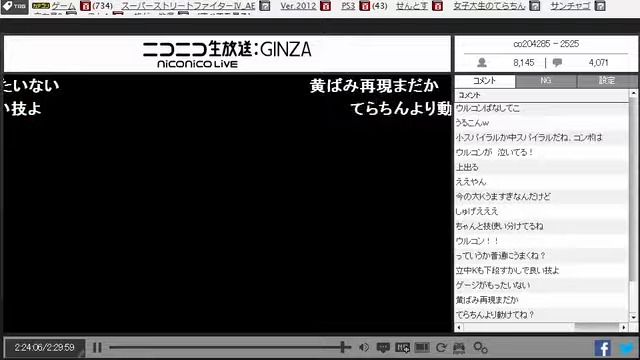 TAG ゲーム (734) スーパーストリートファイターⅣ_AE Ver.2012 PS3 (43) せんとす 女子大生のてらちん サンチャゴ
ニコニコ生放送:GINZA
niconico LIVE
co204285 − 2525
8,145 4,071
コメント NG 設定
コメント
たいない 黄ばみ再現まだか
い技よ てらちんより動
ウルコンぱなしてこ
うるこんw
小スパイラルか中スパイラルだね、コンボは
ウルコンが 泣いてる！
上出る
ええやん
今の大Kうますぎなんだけど
しゅげえええ
ちゃんと技使い分けてるね
ウルコン！！
っていうか普通にうまくね？
立中Kも下段すかしで良い技よ
ゲージがもったいない
黄ばみ再現まだか
てらちんより動けてね？
2:24:06/2:29:59